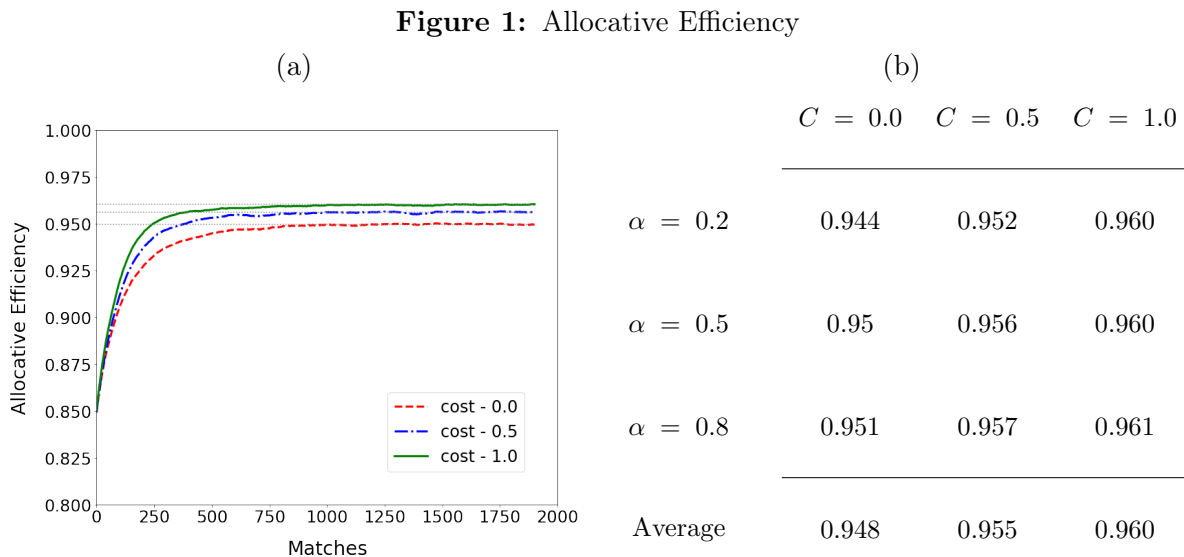 Figure 1: Allocative Efficiency
(a)
Allocative Efficiency
1.000
0.975
0.950
0.925
0.900
0.875
0.850
0.825
0.800
0 250 500 750 1000 1250 1500 1750 2000
Matches
cost - 0.0
cost - 0.5
cost - 1.0
(b)
C = 0.0 C = 0.5 C = 1.0
α = 0.2 0.944 0.952 0.960
α = 0.5 0.95 0.956 0.960
α = 0.8 0.951 0.957 0.961
Average 0.948 0.955 0.960